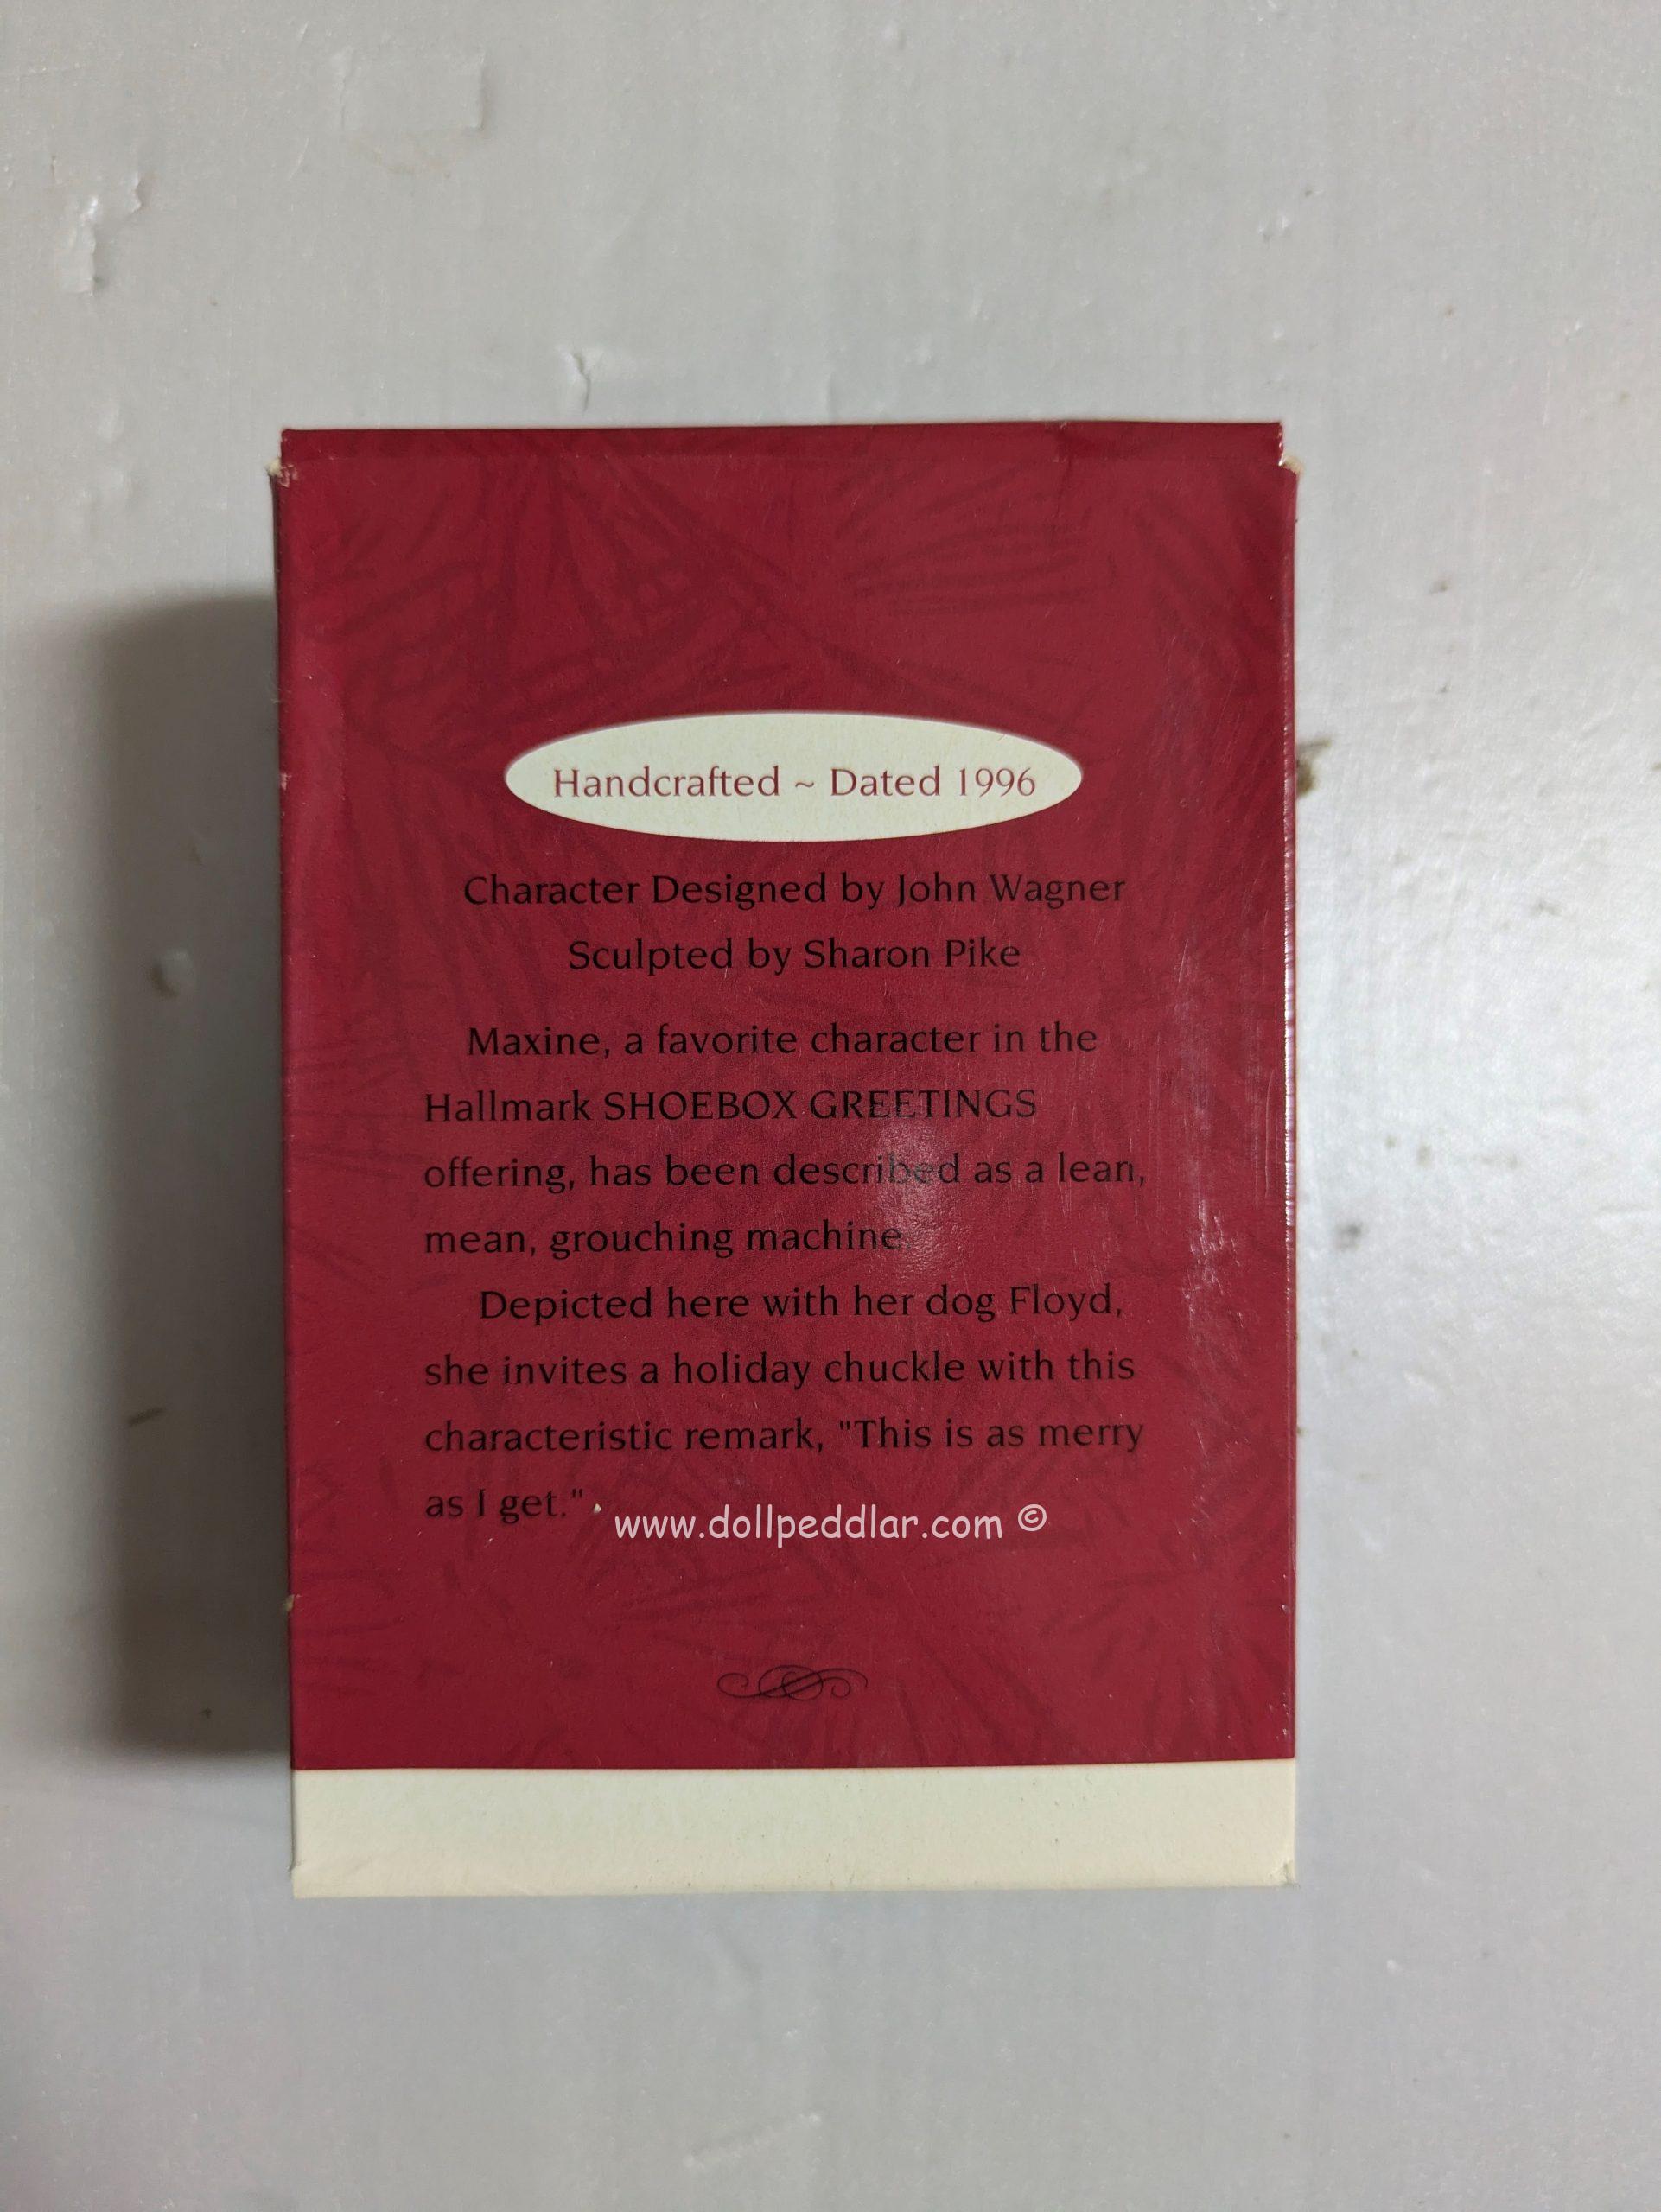 Handcrafted ~ Dated 1996
Character Designed by John Wagner
Sculpted by Sharon Pike
Maxine, a favorite character in the
Hallmark SHOEBOX GREETINGS
offering, has been described as a lean,
mean, grouching machine.
Depicted here with her dog Floyd,
she invites a holiday chuckle with this
characteristic remark, "This is as merry
as I get."
www.dollpeddlar.com ©